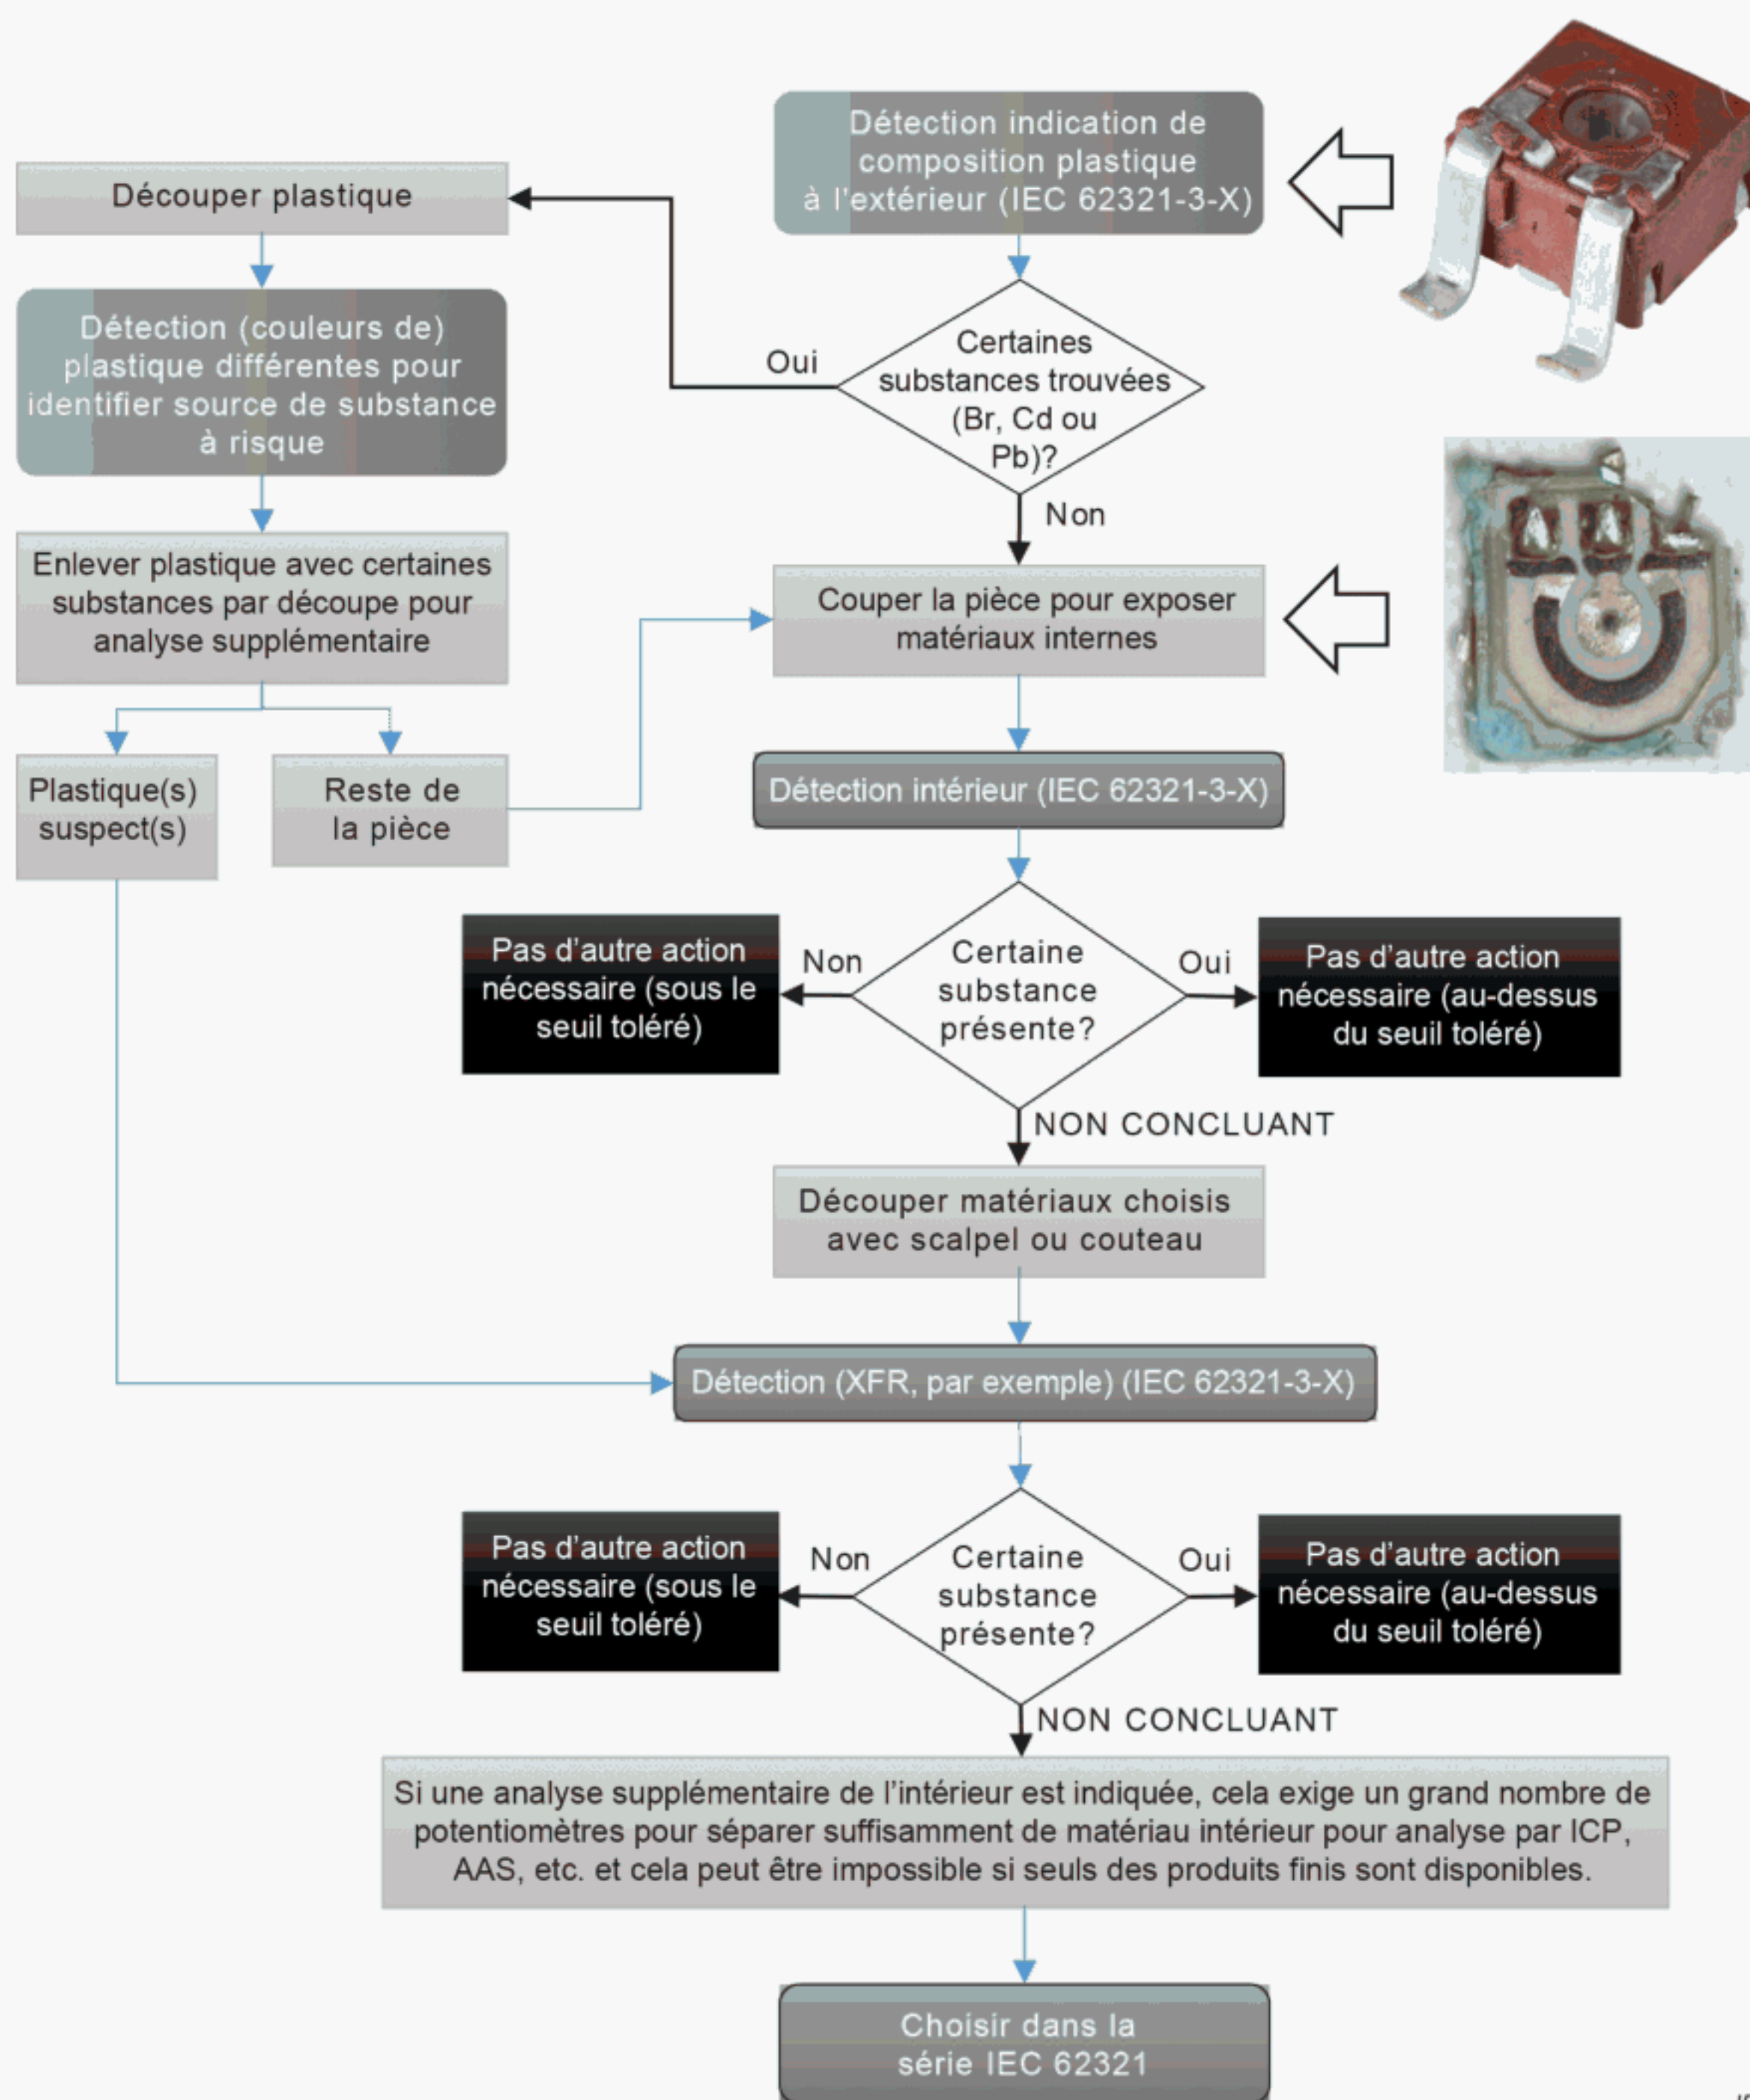 Détection indication de
composition plastique
à l'extérieur (IEC 62321-3-X)
Découper plastique
Détection (couleurs de)
plastique différentes pour
identifier source de substance
à risque
Oui
Certaines
substances trouvées
(Br, Cd ou
Pb)?
Non
Enlever plastique avec certaines
substances par découpe pour
analyse supplémentaire
Couper la pièce pour exposer
matériaux internes
Plastique(s)
suspect(s)
Reste de
la pièce
Détection intérieur (IEC 62321-3-X)
Pas d'autre action
nécessaire (sous le
seuil toléré)
Non
Certaine
substance
présente?
Oui
Pas d'autre action
nécessaire (au-dessus
du seuil toléré)
NON CONCLUANT
Découper matériaux choisis
avec scalpel ou couteau
Détection (XFR, par exemple) (IEC 62321-3-X)
Pas d'autre action
nécessaire (sous le
seuil toléré)
Non
Certaine
substance
présente?
Oui
Pas d'autre action
nécessaire (au-dessus
du seuil toléré)
NON CONCLUANT
Si une analyse supplémentaire de l'intérieur est indiquée, cela exige un grand nombre de
potentiomètres pour séparer suffisamment de matériau intérieur pour analyse par ICP,
AAS, etc. et cela peut être impossible si seuls des produits finis sont disponibles.
Choisir dans la
série IEC 62321